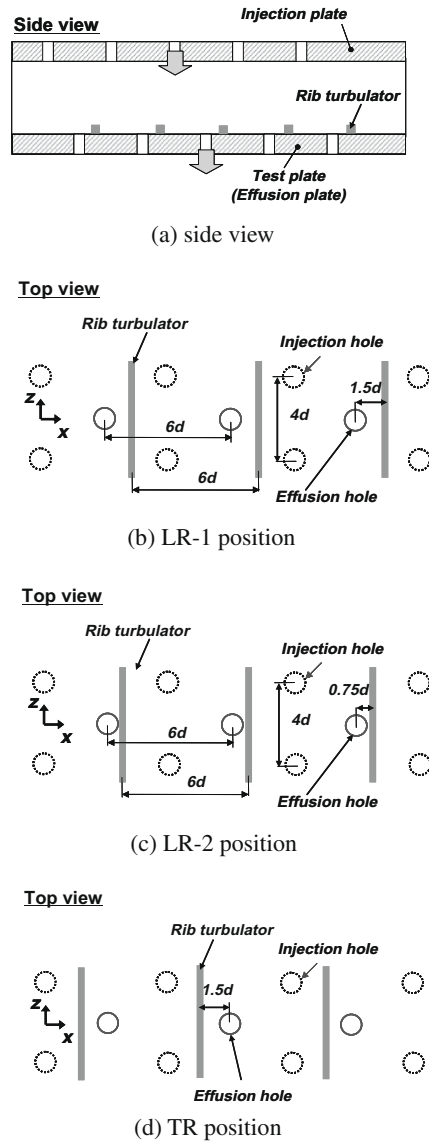 Side view
Injection plate
Rib turbulator
Test plate
(Effusion plate)
(a) side view
Top view
Rib turbulator
Injection hole
z
x
6d
4d
1.5d
6d
Effusion hole
(b) LR-1 position
Top view
Rib turbulator
Injection hole
z
x
6d
4d
0.75d
6d
Effusion hole
(c) LR-2 position
Top view
Rib turbulator
Injection hole
z
x
1.5d
Effusion hole
(d) TR position